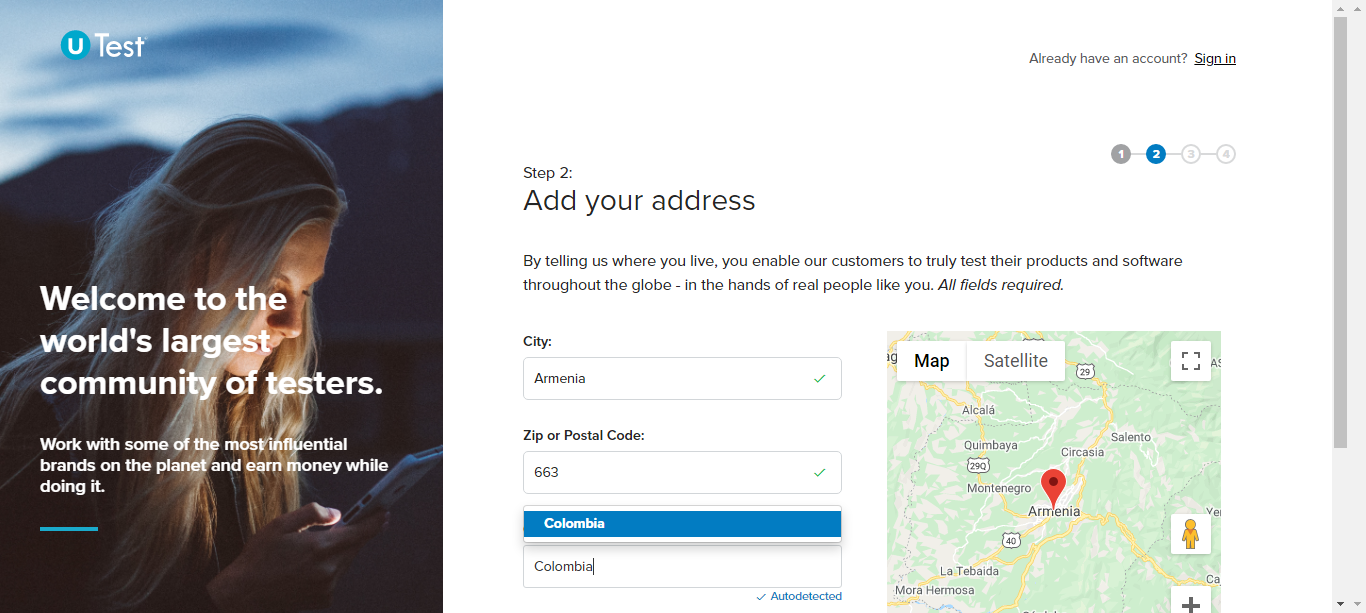 U Test
Already have an account? Sign in
1 2 3 4
Step 2:
Add your address
By telling us where you live, you enable our customers to truly test their products and software
throughout the globe - in the hands of real people like you. All fields required.
Welcome to the
world's largest
community of testers.
Work with some of the most influential
brands on the planet and earn money while
doing it.
City:
Armenia
Zip or Postal Code:
663
Colombia
Colombia
Autodetected
Map Satellite
29
Alcalá
Salento
Quimbaya
Circasia
29Q
Montenegro
Armenia
40
La Tebaida
Mora Hermosa